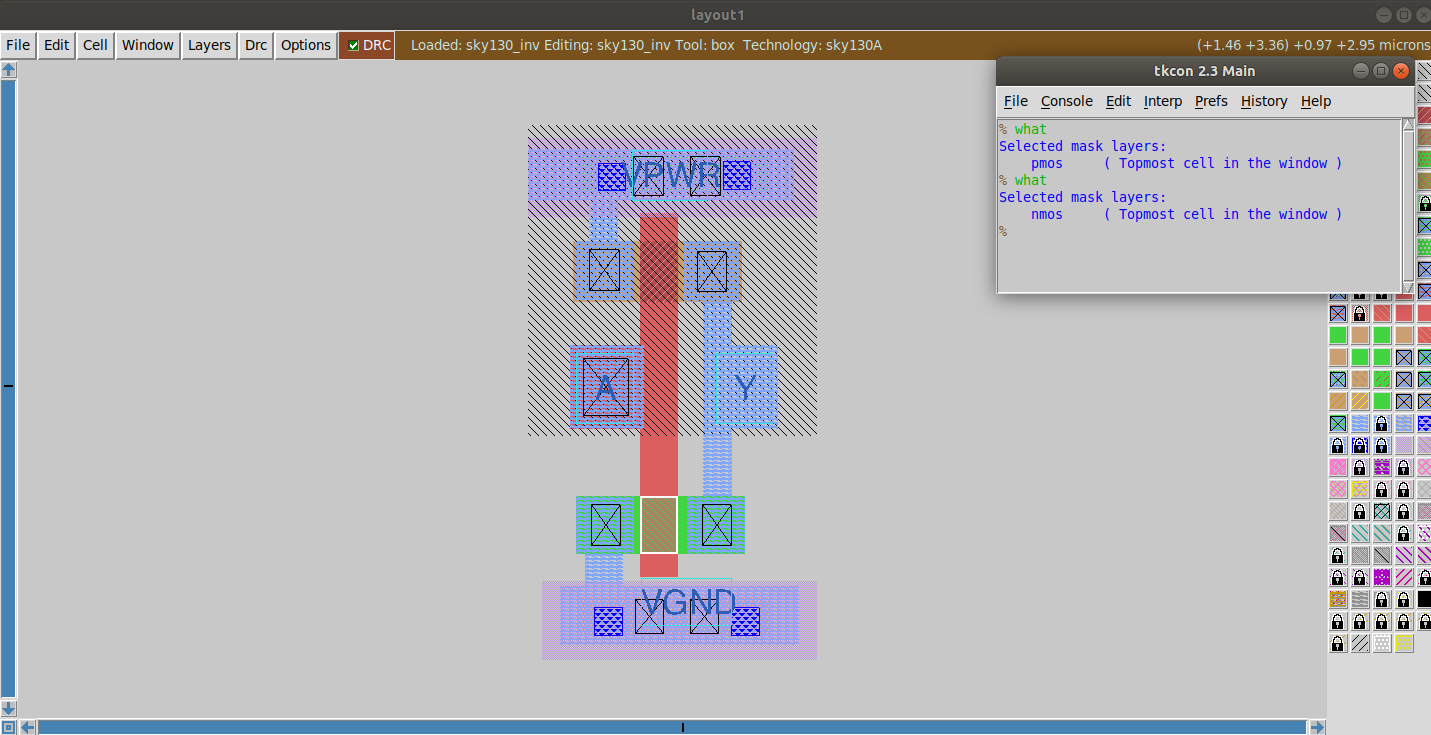 layout1
File Edit Cell Window Layers Drc Options DRC Loaded: sky130_inv Editing: sky130_inv Tool: box Technology: sky130A (+1.46 +3.36) +0.97 +2.95 microns
tkcon 2.3 Main
File Console Edit Interp Prefs History Help
% what
Selected mask layers:
pmos ( Topmost cell in the window )
% what
Selected mask layers:
nmos ( Topmost cell in the window )
%
VPWR
A Y
VGND